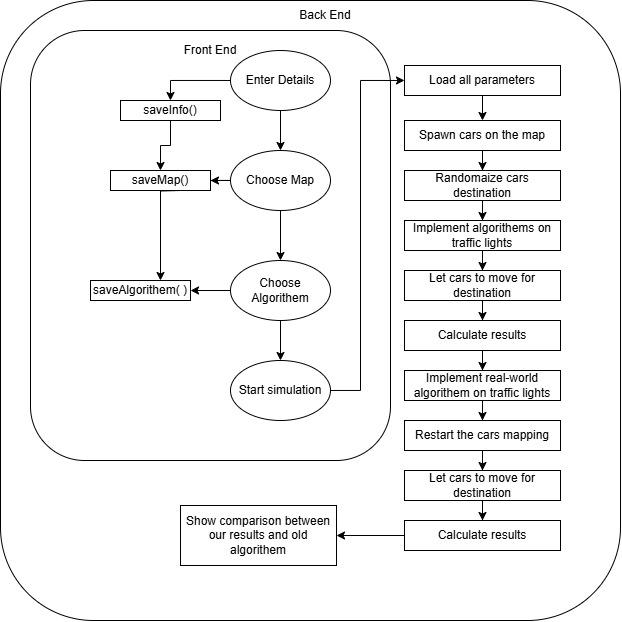 Back End
Front End
Enter Details
saveInfo()
Choose Map
saveMap()
Choose
Algorithem
saveAlgorithem( )
Start simulation
Load all parameters
Spawn cars on the map
Randomaize cars
destination
Implement algorithems on
traffic lights
Let cars to move for
destination
Calculate results
Implement real-world
algorithem on traffic lights
Restart the cars mapping
Let cars to move for
destination
Calculate results
Show comparison between
our results and old
algorithem